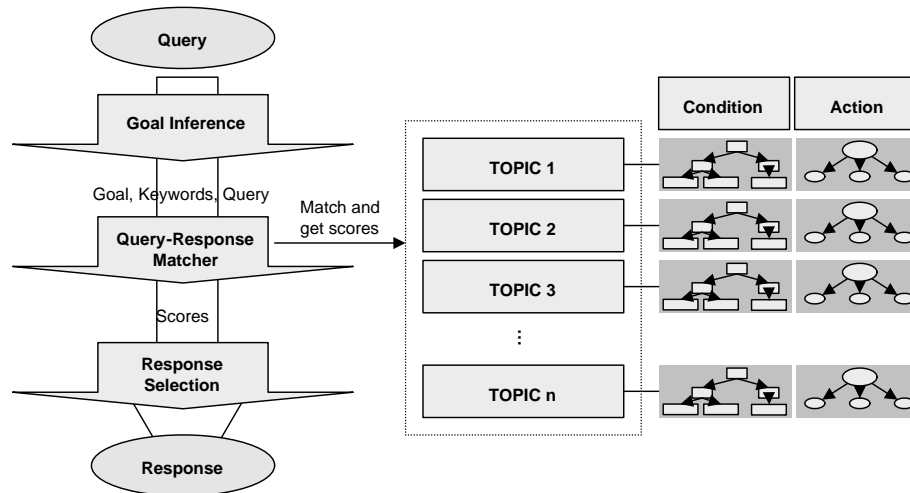 Query
Goal Inference
Goal, Keywords, Query
Query-Response
Matcher
Scores
Response
Selection
Response
Match and
get scores
TOPIC 1
TOPIC 2
TOPIC 3
...
TOPIC n
Condition
Action